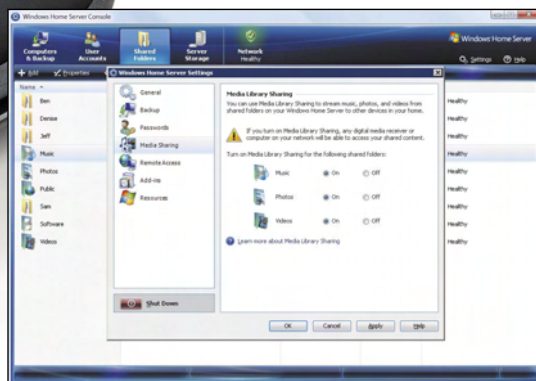 Windows Home Server Console
Computers & Backup
User Accounts
Shared Folders
Server Storage
Network
Healthy
Windows Home Server
Settings
Help
Add
Properties
Windows Home Server Settings
Name
Ben
Denise
Jeff
Music
Photos
Public
Sam
Software
Videos
General
Backup
Passwords
Media Sharing
Remote Access
Add-ins
Resources
Shut Down
Media Library Sharing
You can use Media Library Sharing to stream music, photos, and videos from
shared folders on your Windows Home Server to other devices in your home.
If you turn on Media Library Sharing, any digital media receiver or
computer on your network will be able to access your shared content.
Turn on Media Library Sharing for the following shared folders:
Music On Off
Photos On Off
Videos On Off
Learn more about Media Library Sharing
OK Cancel Apply Help
Healthy
Healthy
Healthy
Healthy
Healthy
Healthy
Healthy
Healthy
Healthy